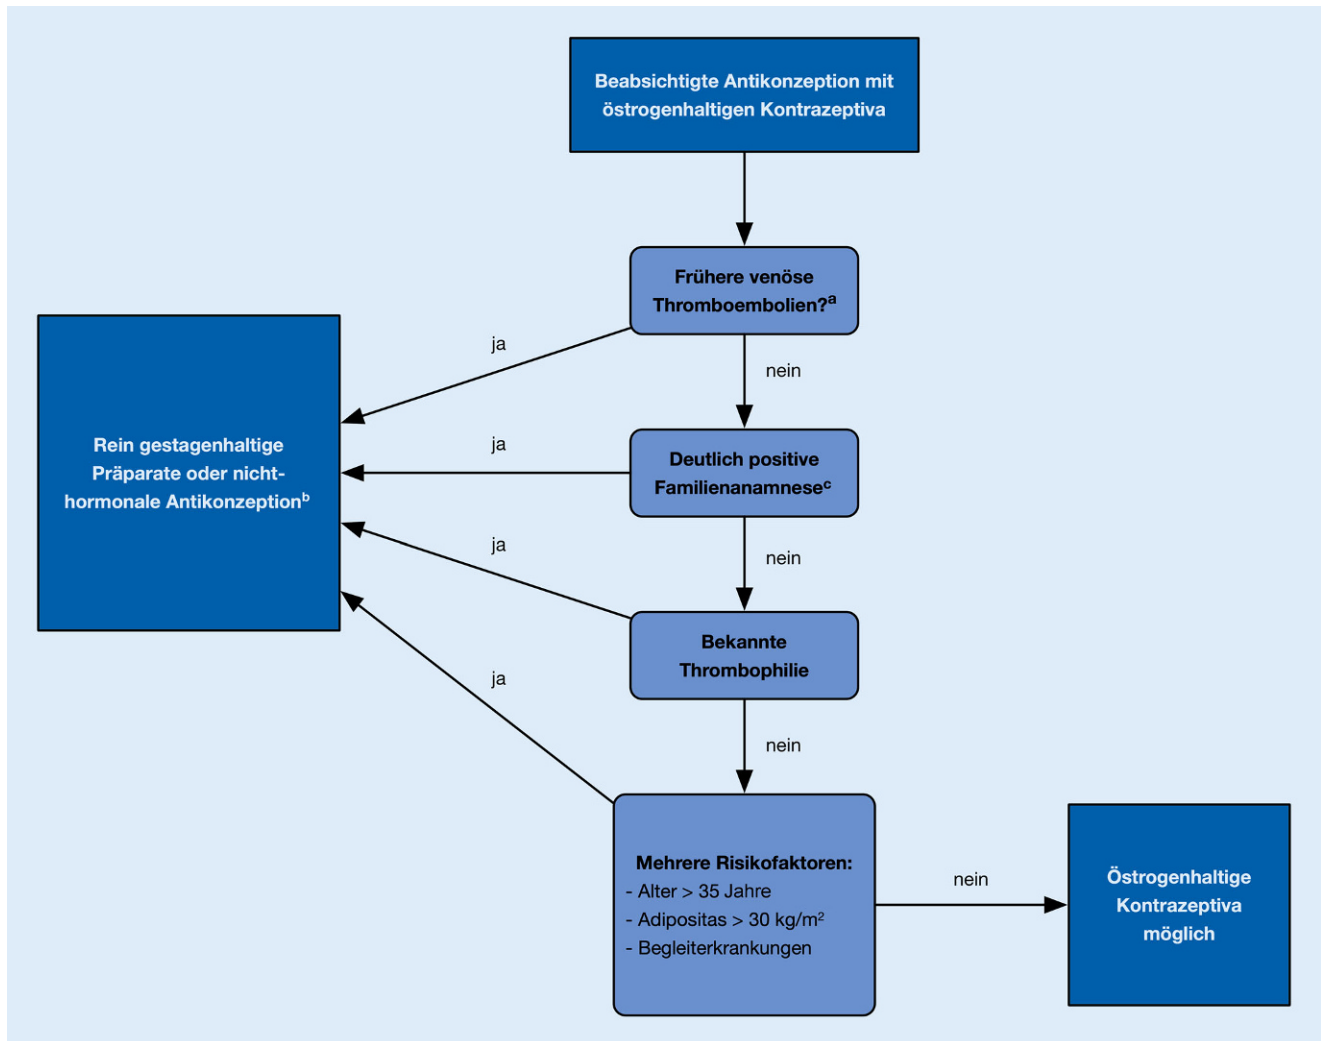 Beabsichtigte Antikonzeption mit
östrogenhaltigen Kontrazeptiva
Frühere venöse
Thromboembolien?ᵃ
ja
nein
Rein gestagenhaltige
Präparate oder nicht-
hormonale Antikonzeptionᵇ
ja
Deutlich positive
Familienanamneseᶜ
ja
nein
Bekannte
Thrombophilie
ja
nein
Mehrere Risikofaktoren:
- Alter > 35 Jahre
- Adipositas > 30 kg/m²
- Begleiterkrankungen
nein
Östrogenhaltige
Kontrazeptiva
möglich